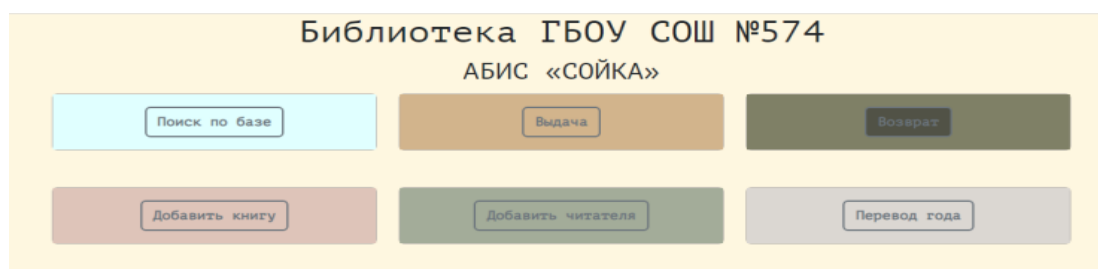 Библиотека ГБОУ СОШ №574
АБИС «СОЙКА»
Поиск по базе
Выдача
Возврат
Добавить книгу
Добавить читателя
Перевод года